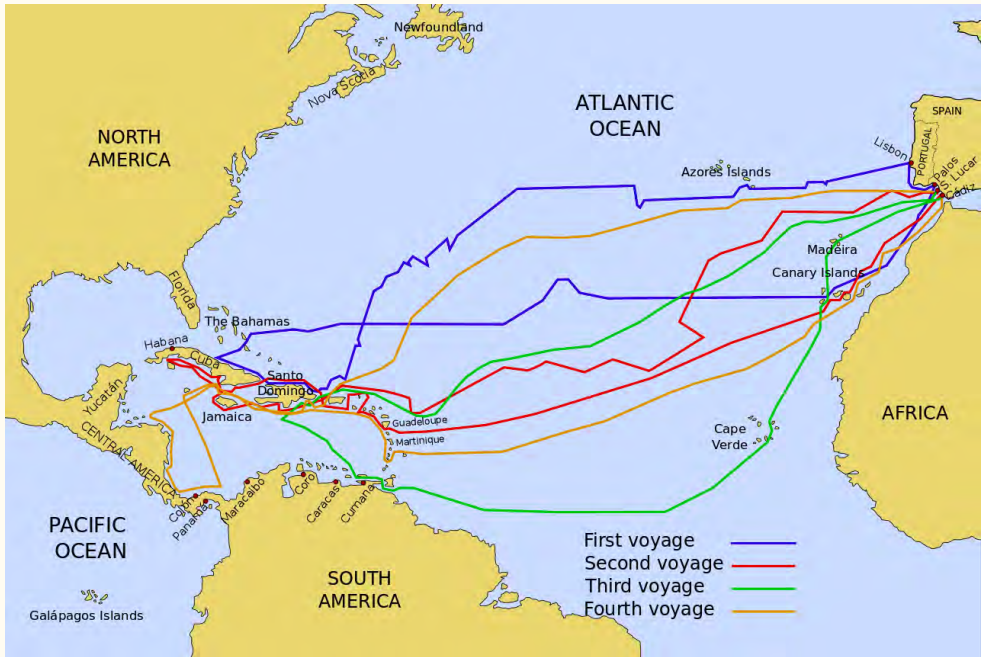 Newfoundland
Nova Scotia
ATLANTIC
OCEAN
NORTH
AMERICA
SPAIN
PORTUGAL
Lisbon
Palos
S. Lucar
Cádiz
Azores Islands
Madeira
Canary Islands
Florida
The Bahamas
Habana
Cuba
Santo
Domingo
Yucatán
Jamaica
Guadeloupe
Martinique
Cape
Verde
AFRICA
CENTRAL AMERICA
Colón
Panamá
Maracaibo
Coro
Caracas
Cumana
PACIFIC
OCEAN
SOUTH
AMERICA
Galápagos Islands
First voyage
Second voyage
Third voyage
Fourth voyage